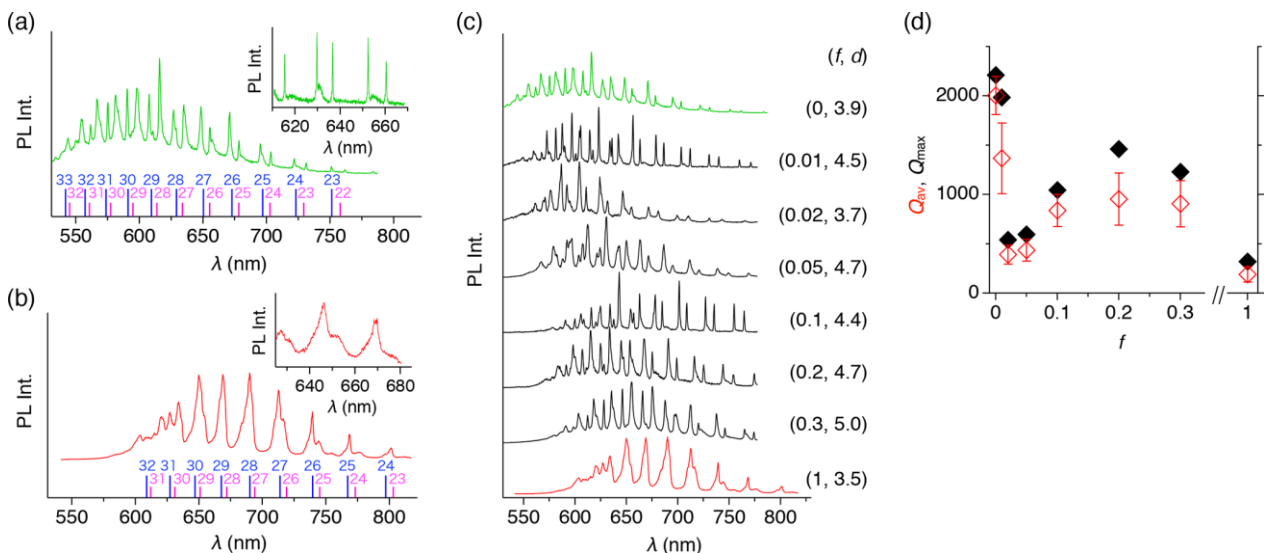 (a)
PL Int.
PL Int.
620 640 660
λ (nm)
33 32 31 30 29 28 27 26 25 24 23
32 31 30 29 28 27 26 25 24 23 22
550 600 650 700 750 800
λ (nm)
(b)
PL Int.
PL Int.
640 660 680
λ (nm)
32 31 30 29 28 27 26 25 24
31 30 29 28 27 26 25 24 23
550 600 650 700 750 800
λ (nm)
(c)
PL Int.
(f, d)
(0, 3.9)
(0.01, 4.5)
(0.02, 3.7)
(0.05, 4.7)
(0.1, 4.4)
(0.2, 4.7)
(0.3, 5.0)
(1, 3.5)
550 600 650 700 750 800
λ (nm)
(d)
Qav, Qmax
2000
1000
0
0 0.1 0.2 0.3 // 1
f